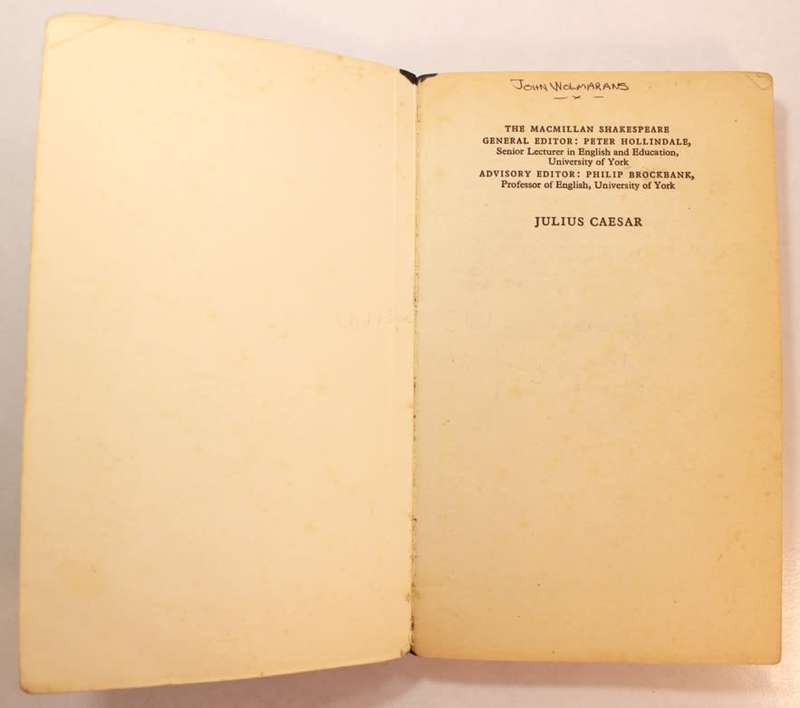 JOHN WOLMARANS
THE MACMILLAN SHAKESPEARE
GENERAL EDITOR: PETER HOLLINDALE,
Senior Lecturer in English and Education,
University of York
ADVISORY EDITOR: PHILIP BROCKBANK,
Professor of English, University of York
JULIUS CAESAR